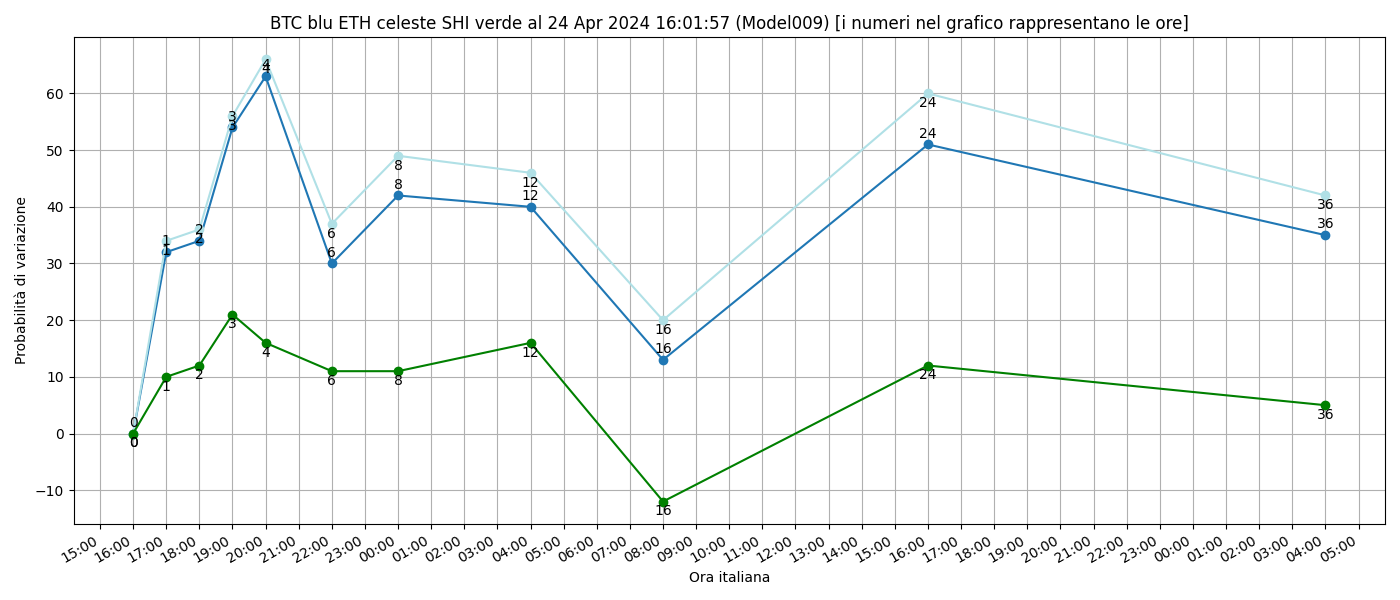 BTC blu ETH celeste SHI verde al 24 Apr 2024 16:01:57 (Model009) [i numeri nel grafico rappresentano le ore]
Probabilità di variazione
60
50
40
30
20
10
0
−10
0 1 2 3 4 6 8 12 16 24 36
0 1 2 3 4 6 8 12 16 24 36
0 1 2 3 4 6 8 12 16 24 36
15:00 16:00 17:00 18:00 19:00 20:00 21:00 22:00 23:00 00:00 01:00 02:00 03:00 04:00 05:00 06:00 07:00 08:00 09:00 10:00 11:00 12:00 13:00 14:00 15:00 16:00 17:00 18:00 19:00 20:00 21:00 22:00 23:00 00:00 01:00 02:00 03:00 04:00 05:00
Ora italiana